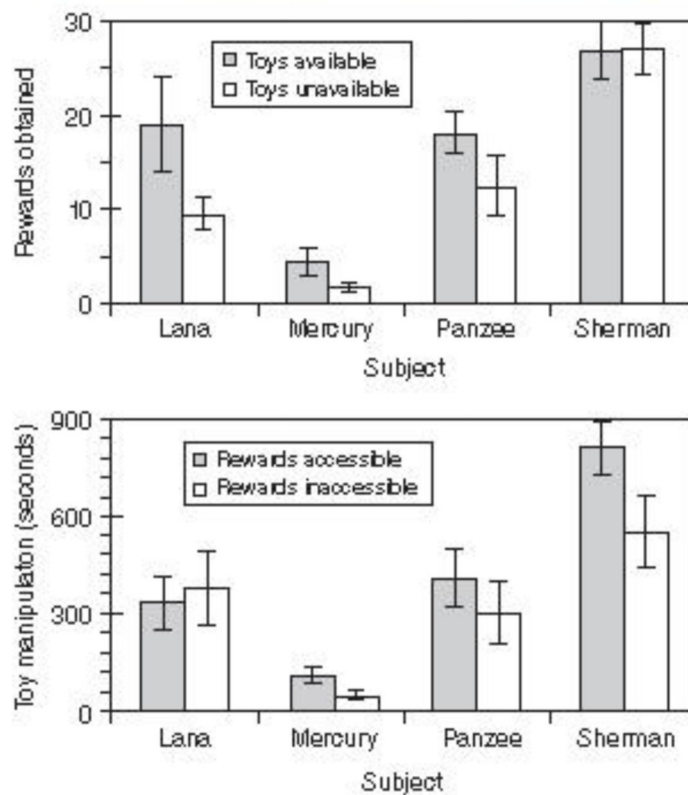 30
20
10
0
Rewards obtained
Toys available
Toys unavailable
Lana Mercury Panzee Sherman
Subject
900
600
300
0
Toy manipulaton (seconds)
Rewards accessible
Rewards inaccessible
Lana Mercury Panzee Sherman
Subject